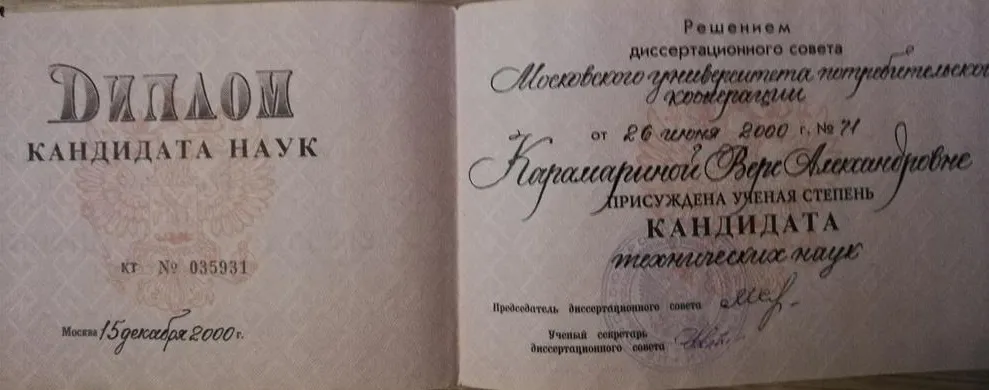 ДИПЛОМ
КАНДИДАТА НАУК
КТ № 035931
Москва 15 декабря 2000 г.
Решением
диссертационного совета
Московского университета потребительской
кооперации
от 26 июня 2000 г. № 71
Карамариной Вере Александровне
ПРИСУЖДЕНА УЧЕНАЯ СТЕПЕНЬ
КАНДИДАТА
технических наук
Председатель диссертационного совета
Ученый секретарь
диссертационного совета